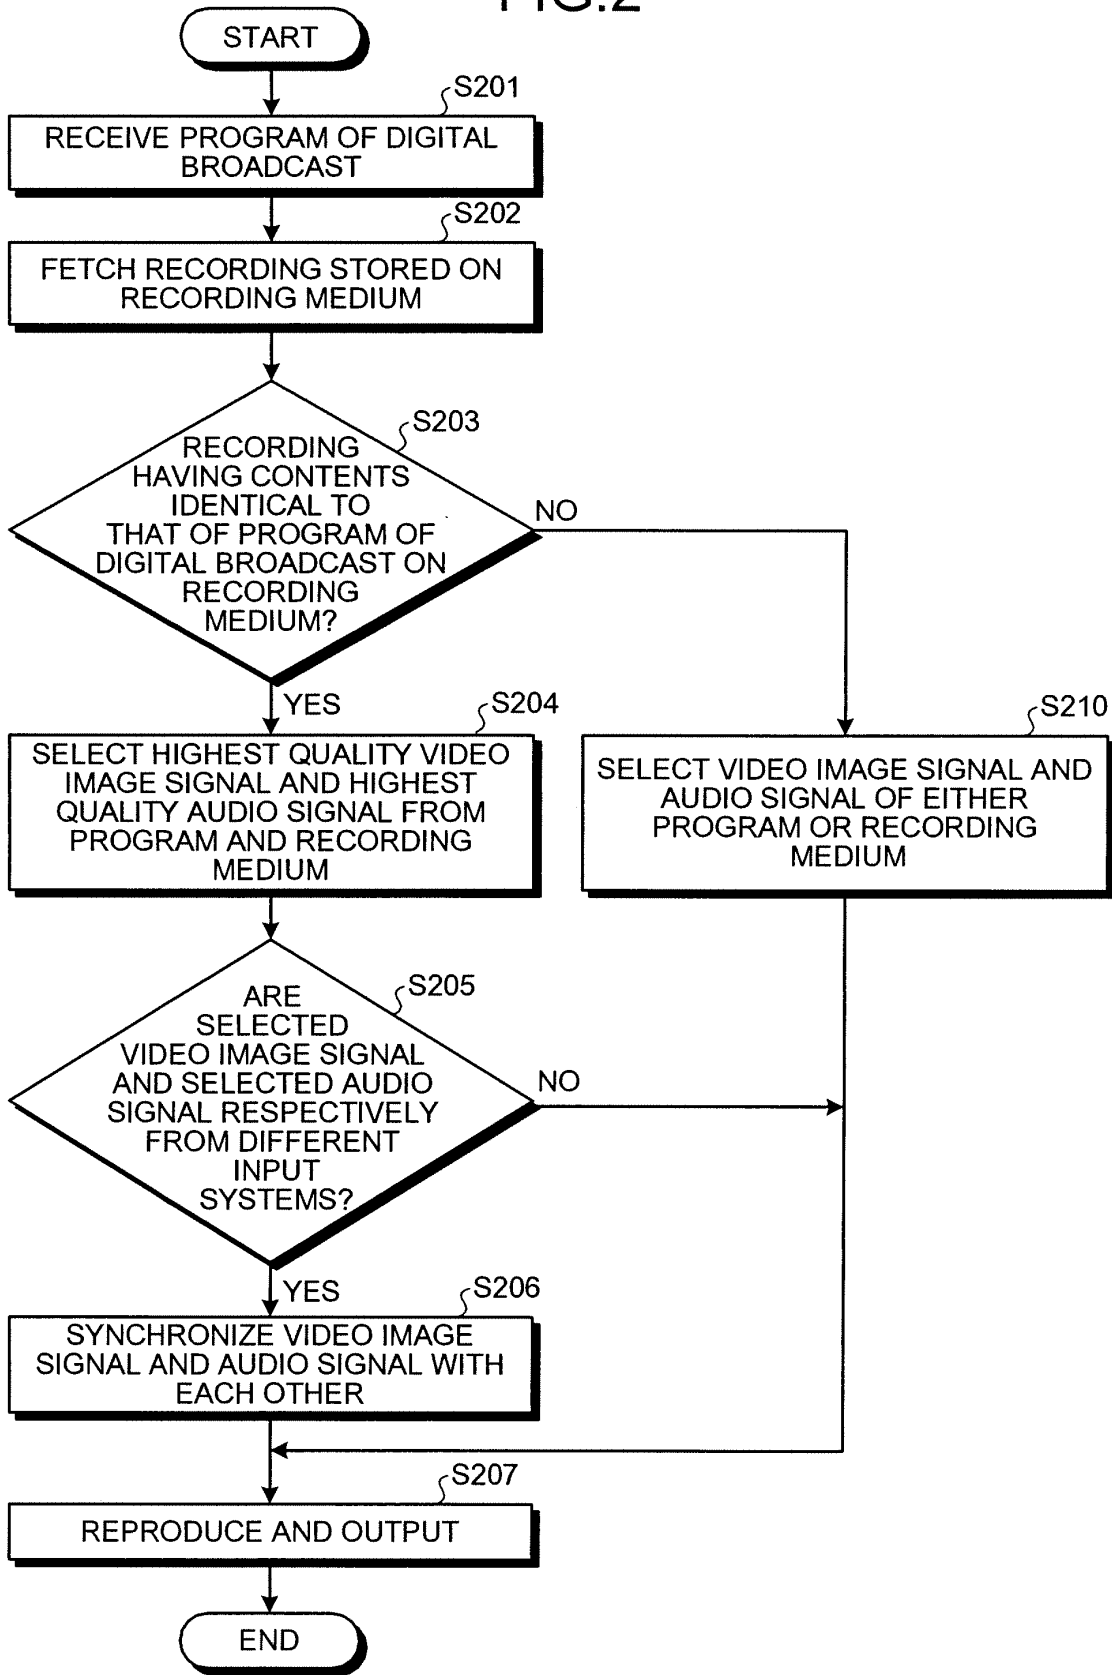 FIG.2
START
S201
RECEIVE PROGRAM OF DIGITAL
BROADCAST
S202
FETCH RECORDING STORED ON
RECORDING MEDIUM
S203
RECORDING
HAVING CONTENTS
IDENTICAL TO
THAT OF PROGRAM OF
DIGITAL BROADCAST ON
RECORDING
MEDIUM?
NO
YES
S204
SELECT HIGHEST QUALITY VIDEO
IMAGE SIGNAL AND HIGHEST
QUALITY AUDIO SIGNAL FROM
PROGRAM AND RECORDING
MEDIUM
S210
SELECT VIDEO IMAGE SIGNAL AND
AUDIO SIGNAL OF EITHER
PROGRAM OR RECORDING
MEDIUM
S205
ARE
SELECTED
VIDEO IMAGE SIGNAL
AND SELECTED AUDIO
SIGNAL RESPECTIVELY
FROM DIFFERENT
INPUT
SYSTEMS?
NO
YES
S206
SYNCHRONIZE VIDEO IMAGE
SIGNAL AND AUDIO SIGNAL WITH
EACH OTHER
S207
REPRODUCE AND OUTPUT
END